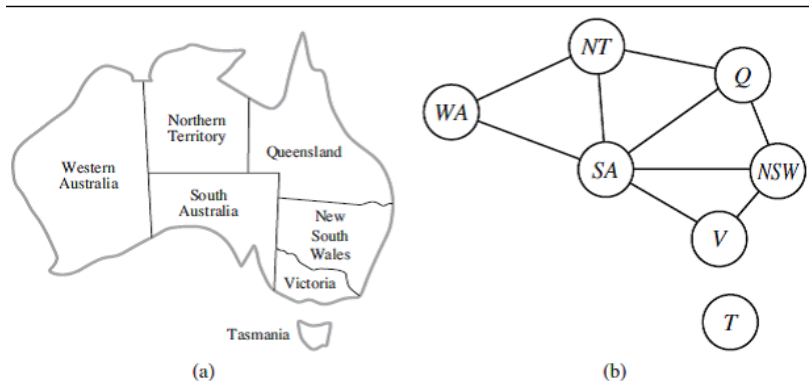 Northern
Territory
Western
Australia
Queensland
South
Australia
New
South
Wales
Victoria
Tasmania
(a)
NT
Q
WA
SA
NSW
V
T
(b)